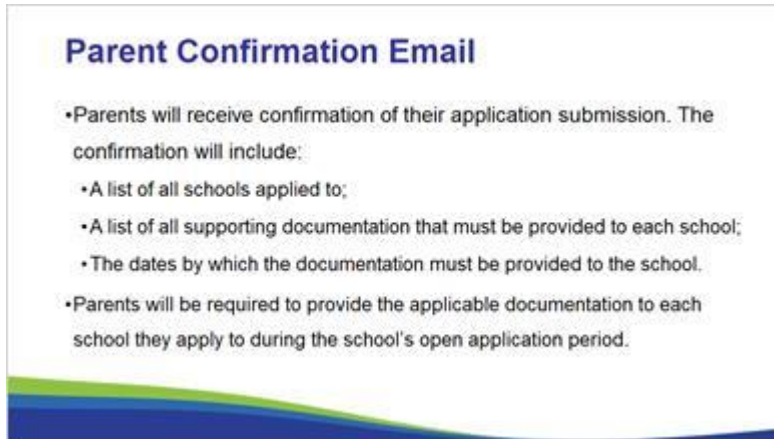 Parent Confirmation Email
•Parents will receive confirmation of their application submission. The
confirmation will include:
•A list of all schools applied to;
•A list of all supporting documentation that must be provided to each school;
•The dates by which the documentation must be provided to the school.
•Parents will be required to provide the applicable documentation to each
school they apply to during the school's open application period.